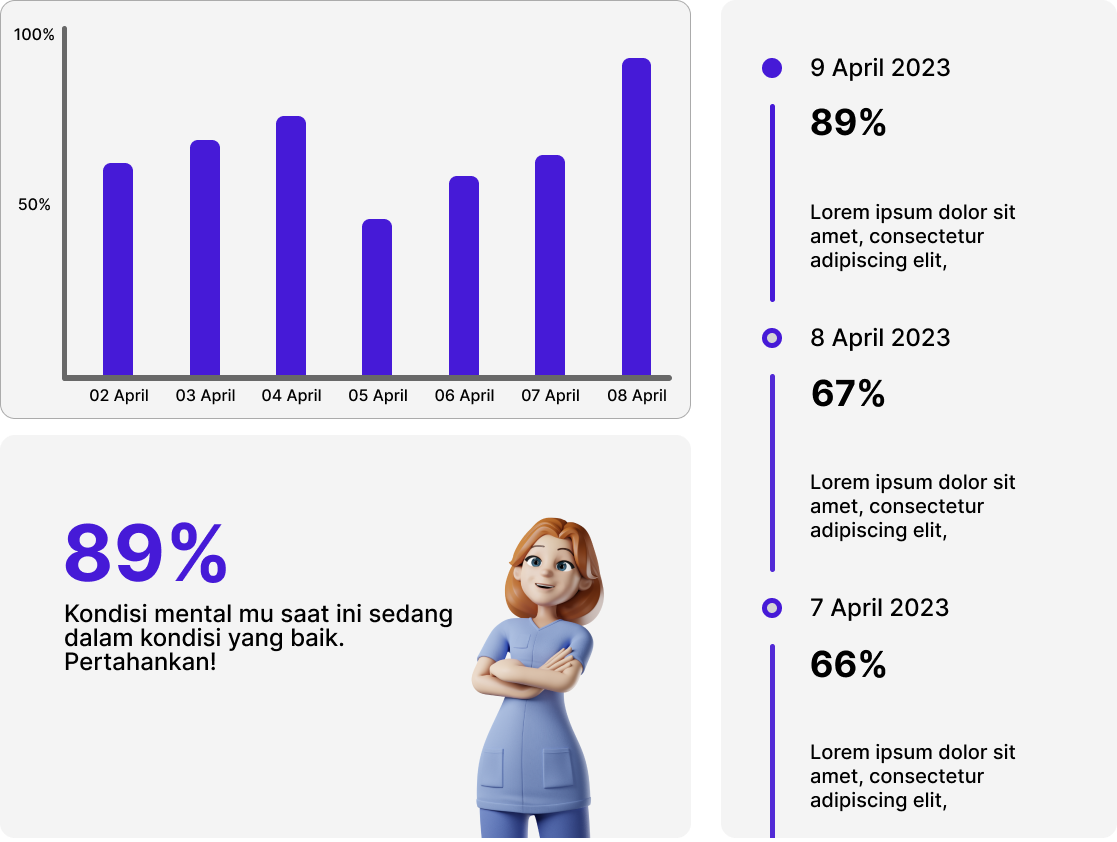 100%
50%
02 April
03 April
04 April
05 April
06 April
07 April
08 April
89%
Kondisi mental mu saat ini sedang
dalam kondisi yang baik.
Pertahankan!
9 April 2023
89%
Lorem ipsum dolor sit
amet, consectetur
adipiscing elit,
8 April 2023
67%
Lorem ipsum dolor sit
amet, consectetur
adipiscing elit,
7 April 2023
66%
Lorem ipsum dolor sit
amet, consectetur
adipiscing elit,